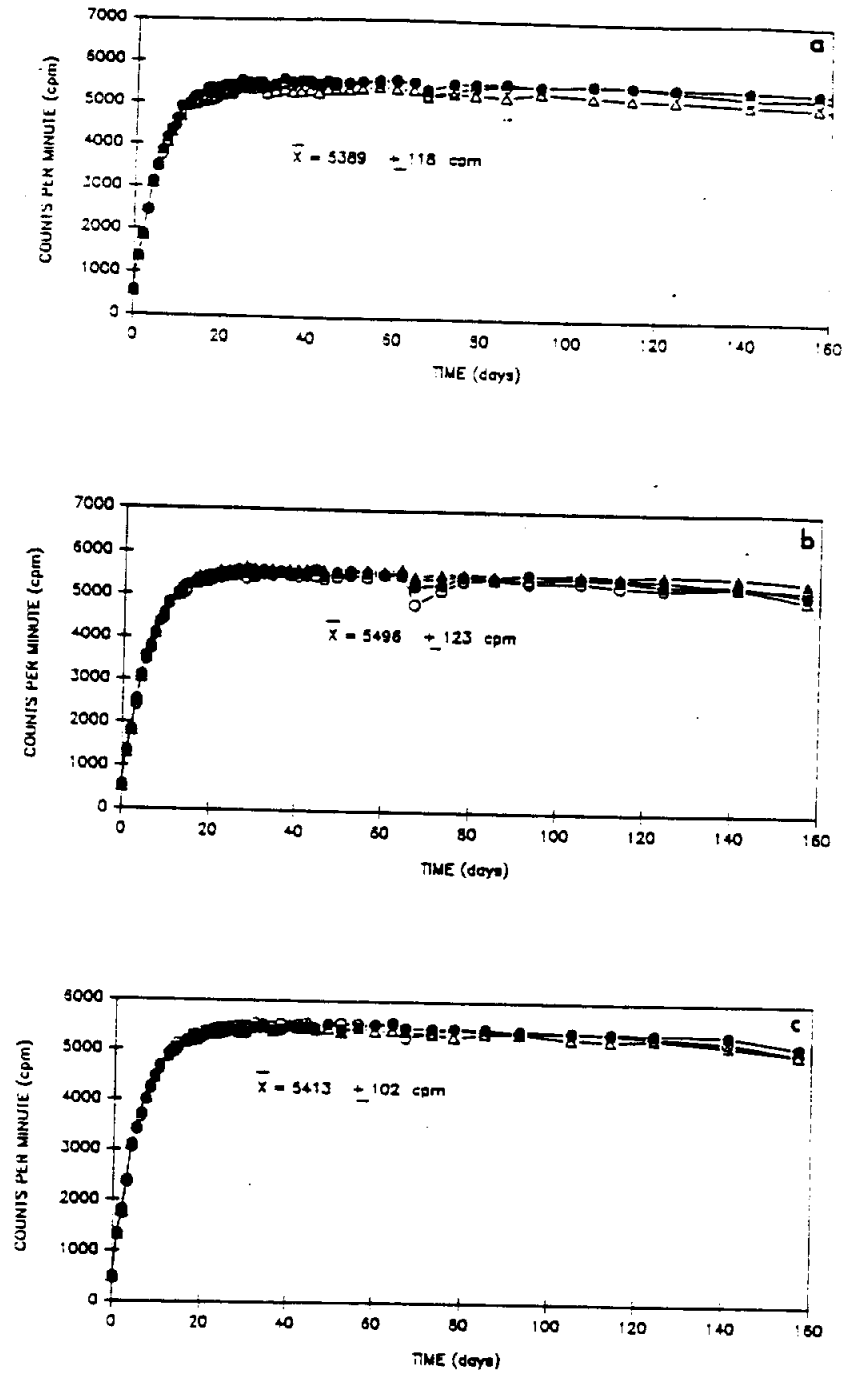 7000
a
6000
5000
4000
x̄ = 5389 ± 118 cpm
3000
2000
1000
0
COUNTS PER MINUTE (cpm)
0 20 40 60 80 100 120 140 160
TIME (days)
7000
b
6000
5000
x̄ = 5496 ± 123 cpm
4000
3000
2000
1000
0
COUNTS PER MINUTE (cpm)
0 20 40 60 80 100 120 140 160
TIME (days)
6000
c
5000
4000
x̄ = 5413 ± 102 cpm
3000
2000
1000
0
COUNTS PER MINUTE (cpm)
0 20 40 60 80 100 120 140 160
TIME (days)